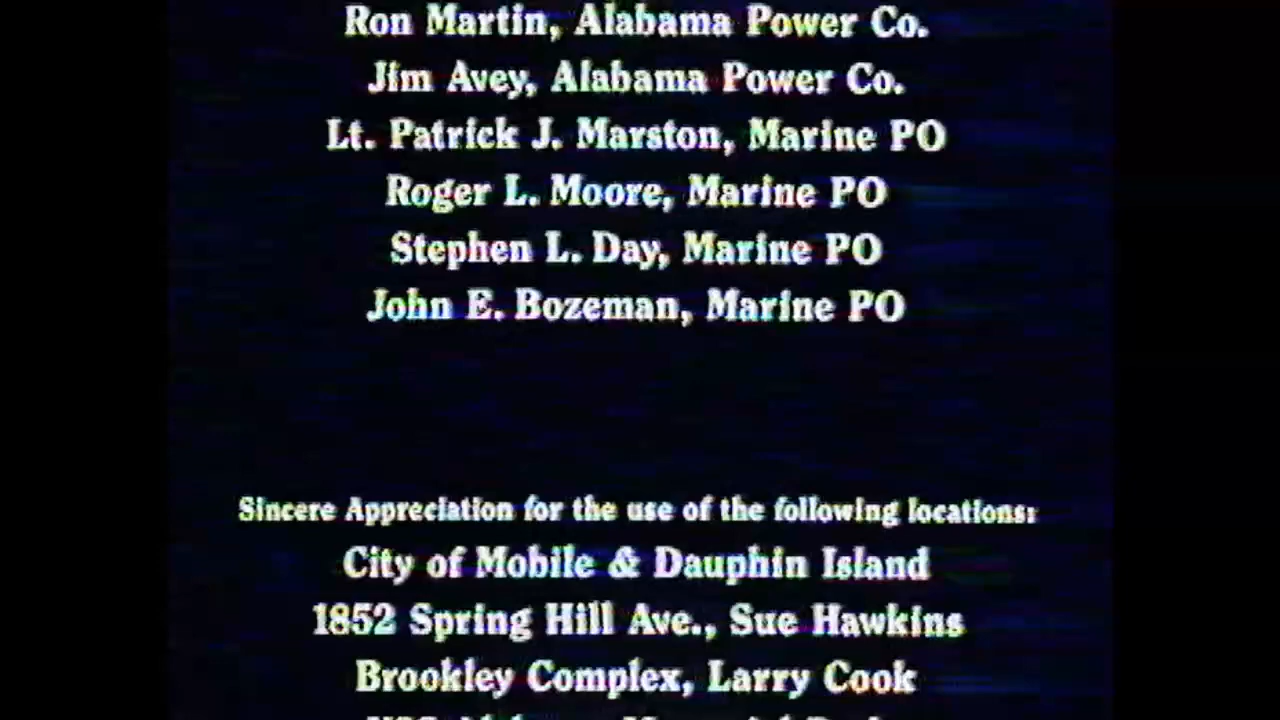 Ron Martin, Alabama Power Co.
Jim Avey, Alabama Power Co.
Lt. Patrick J. Marston, Marine PO
Roger L. Moore, Marine PO
Stephen L. Day, Marine PO
John E. Bozeman, Marine PO
Sincere Appreciation for the use of the following locations:
City of Mobile & Dauphin Island
1852 Spring Hill Ave., Sue Hawkins
Brookley Complex, Larry Cook